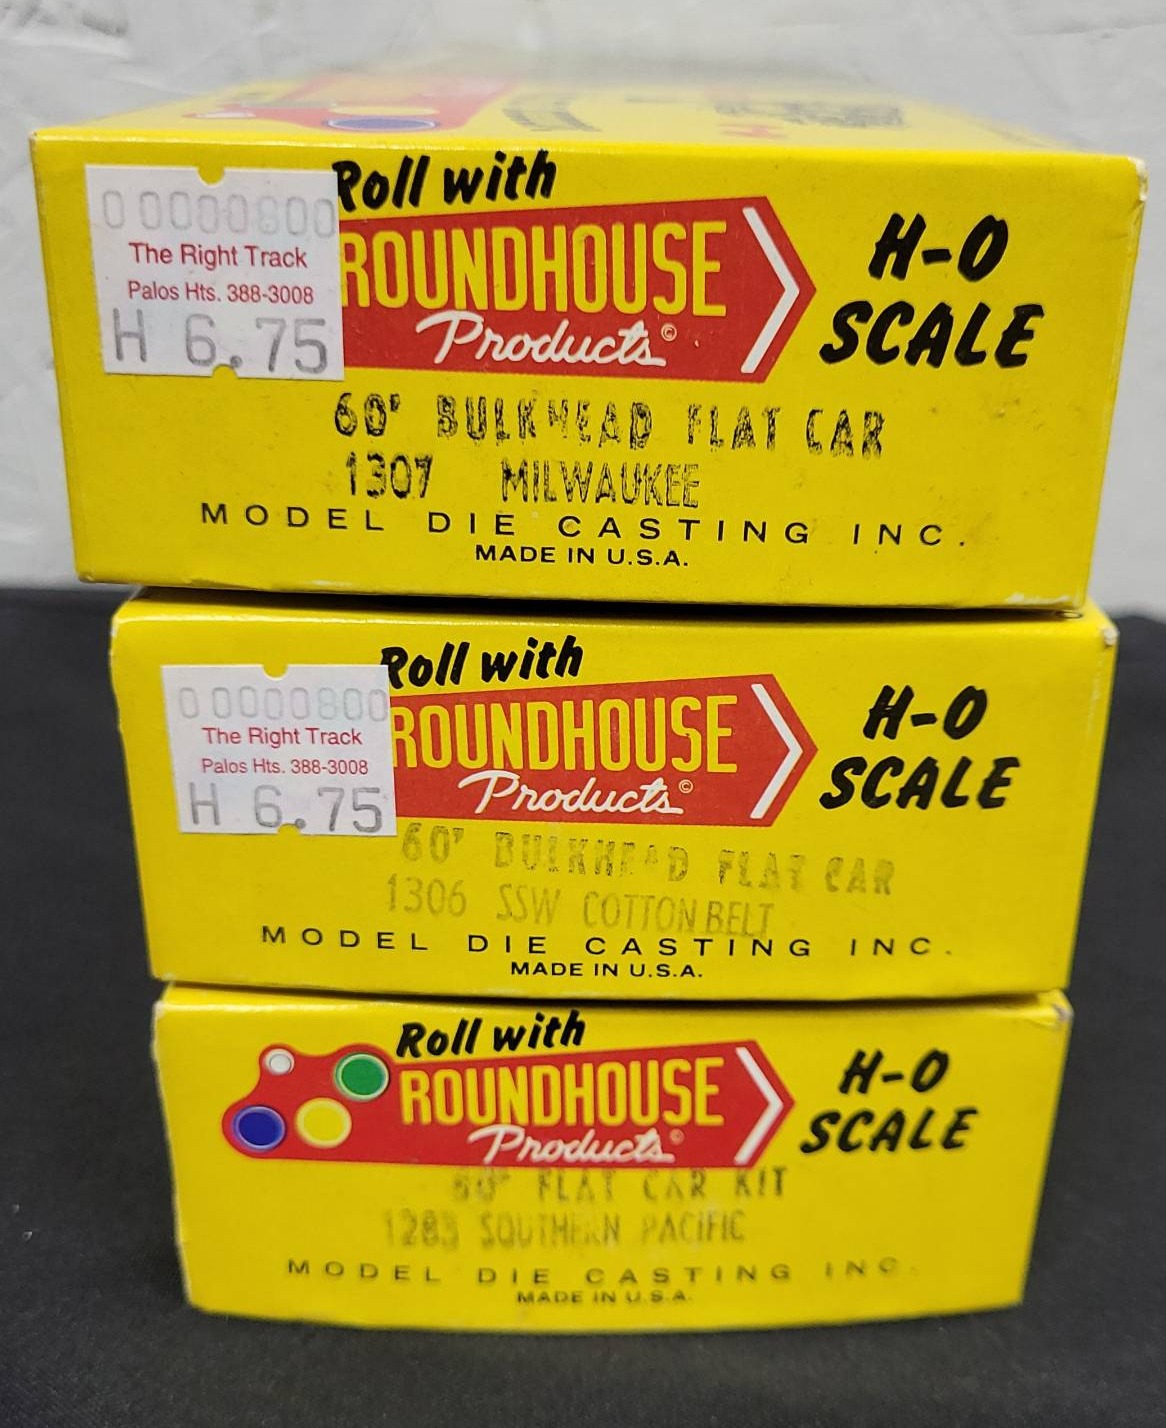 Roll with
ROUNDHOUSE
Products©
H-O
SCALE
0 0000800
The Right Track
Palos Hts. 388-3008
H 6.75
60' BULKHEAD FLAT CAR
1307 MILWAUKEE
MODEL DIE CASTING INC.
MADE IN U.S.A.
Roll with
ROUNDHOUSE
Products©
H-O
SCALE
0 0000800
The Right Track
Palos Hts. 388-3008
H 6.75
60' BULKHEAD FLAT CAR
1306 SSW COTTON BELT
MODEL DIE CASTING INC.
MADE IN U.S.A.
Roll with
ROUNDHOUSE
Products©
H-O
SCALE
60' FLAT CAR KIT
1283 SOUTHERN PACIFIC
MODEL DIE CASTING INC.
MADE IN U.S.A.